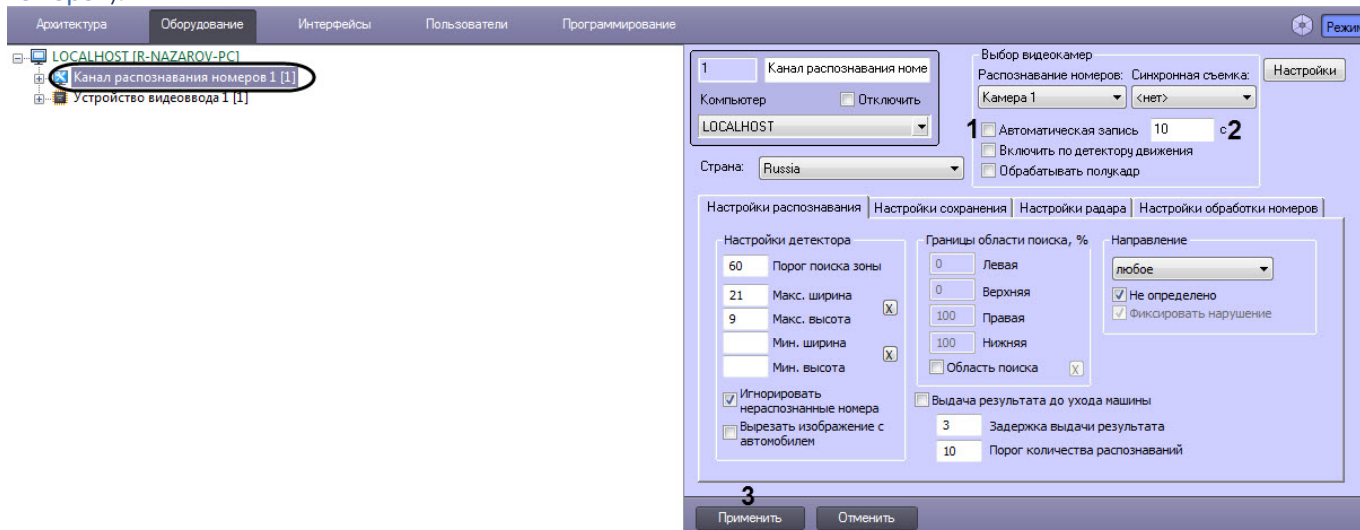 Архитектура Оборудование Интерфейсы Пользователи Программирование Режим
LOCALHOST [R-NAZAROV-PC]
Канал распознавания номеров 1 [1]
Устройство видеоввода 1 [1]
1 Канал распознавания номе
Компьютер Отключить
LOCALHOST
Страна: Russia
Выбор видеокамер
Распознавание номеров: Синхронная съемка: Настройки
Камера 1 <нет>
1 Автоматическая запись 10 с 2
Включить по детектору движения
Обрабатывать полукадр
Настройки распознавания Настройки сохранения Настройки радара Настройки обработки номеров
Настройки детектора
60 Порог поиска зоны
21 Макс. ширина
9 Макс. высота X
Мин. ширина
Мин. высота X
Игнорировать
нераспознанные номера
Вырезать изображение с
автомобилем
Границы области поиска, %
0 Левая
0 Верхняя
100 Правая
100 Нижняя
Область поиска X
Направление
любое
Не определено
Фиксировать нарушение
Выдача результата до ухода машины
3 Задержка выдачи результата
10 Порог количества распознаваний
3
Применить Отменить